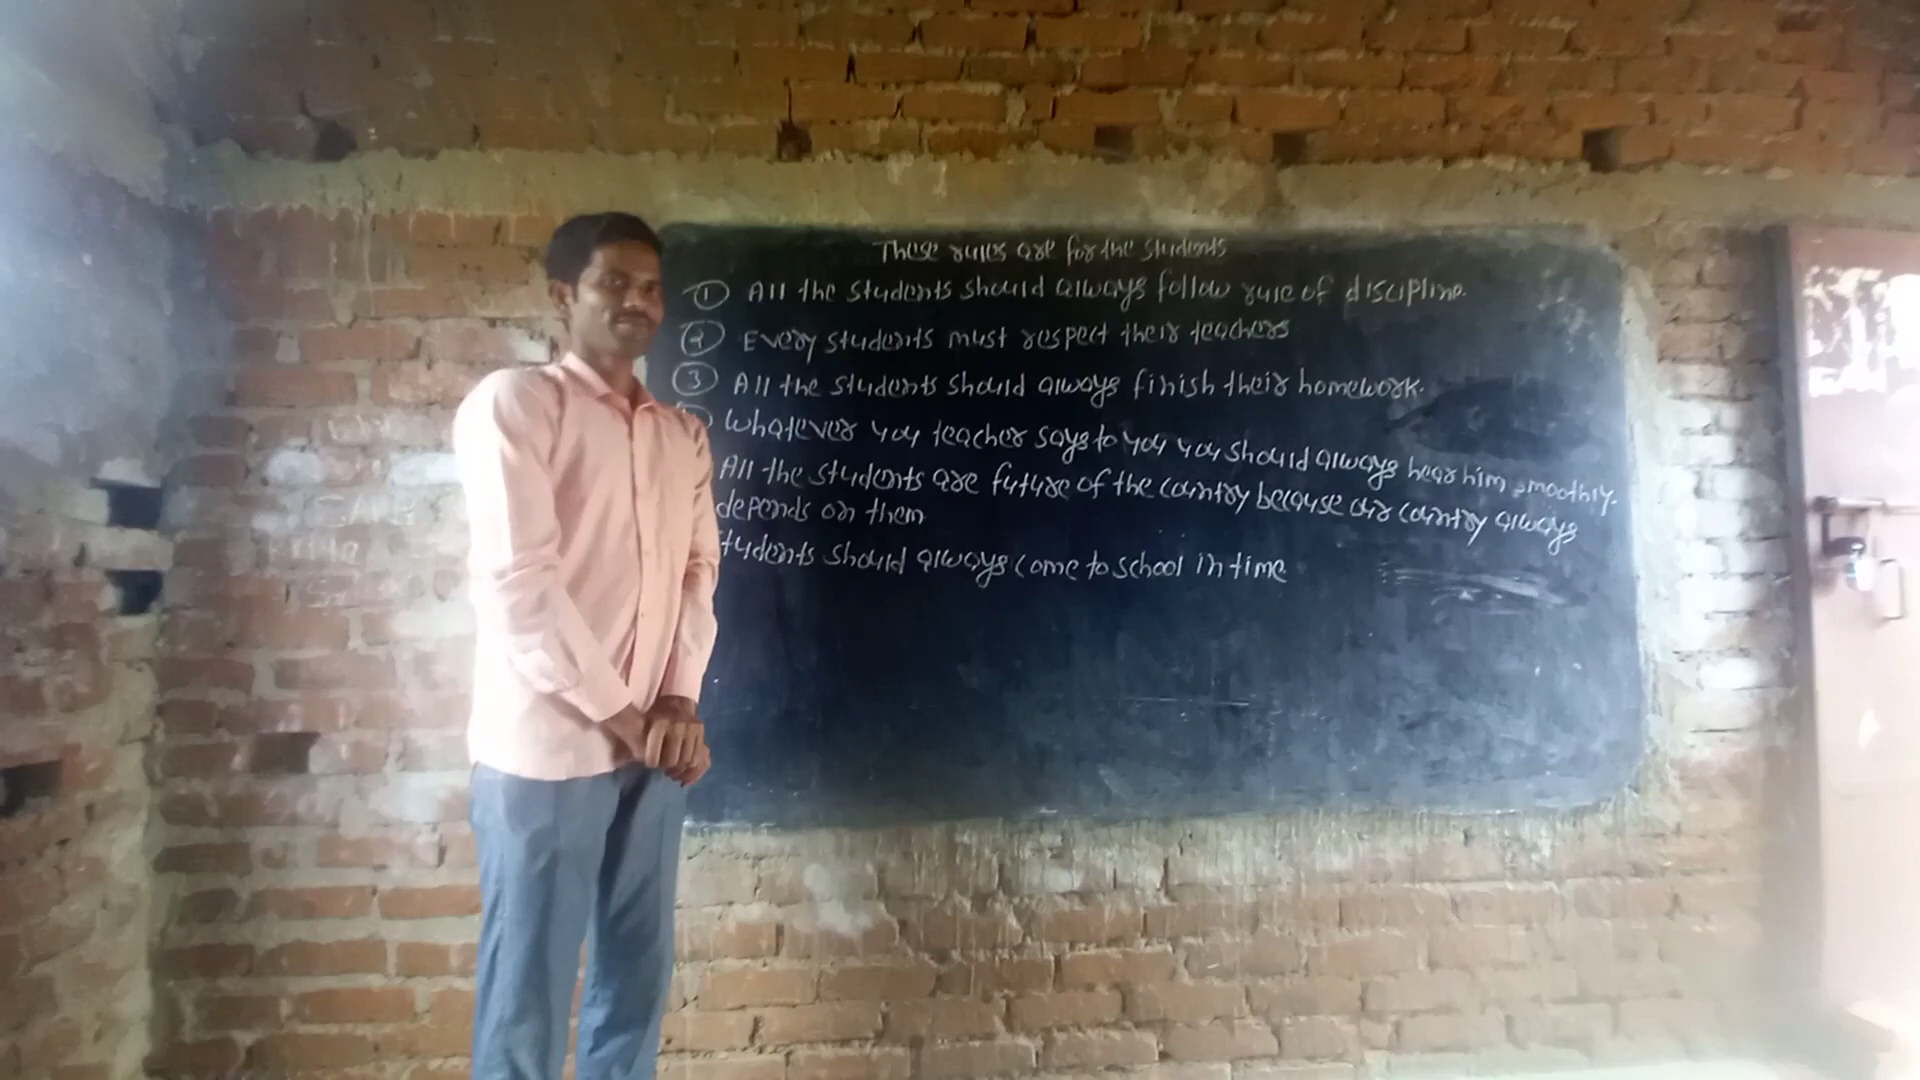 These rules are for the students
① All the students should always follow rule of discipline.
② Every students must respect their teachers
③ All the students should always finish their homework.
Whatever you teacher says to you you should always hear him smoothly.
All the students are future of the country because our country always
depends on them
tudents should always come to school in time